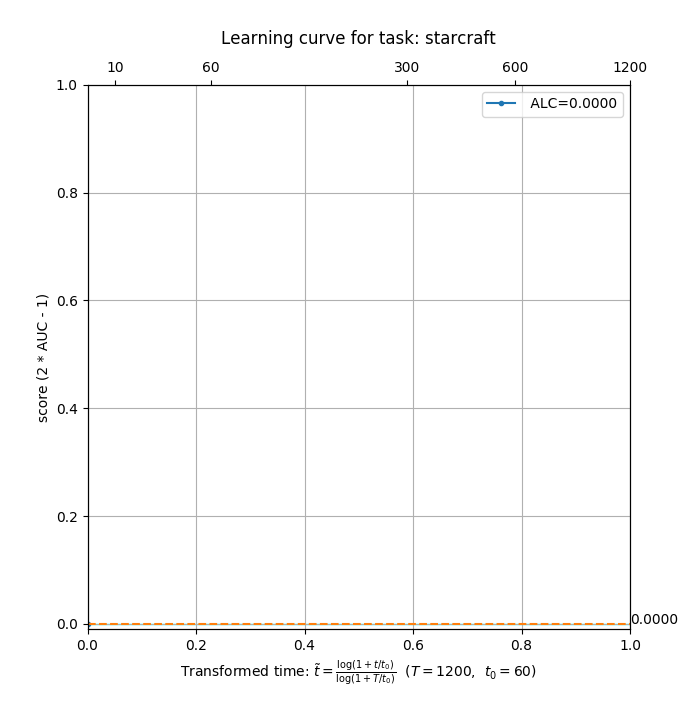 Learning curve for task: starcraft
10 60 300 600 1200
ALC=0.0000
1.0
0.8
0.6
0.4
0.2
0.0
score (2 * AUC - 1)
0.0000
0.0 0.2 0.4 0.6 0.8 1.0
Transformed time: t̃ = log(1 + t/t₀) / log(1 + T/t₀) (T = 1200, t₀ = 60)